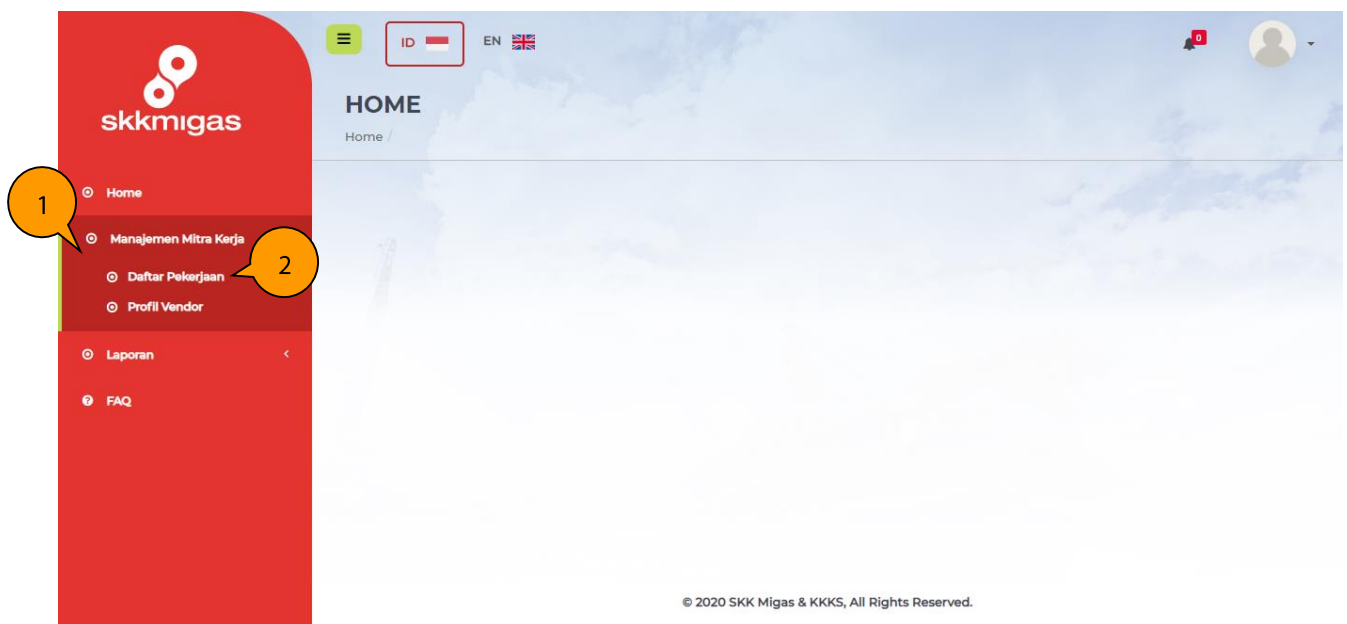 skkmigas
ID
EN
0
HOME
Home /
1
Home
Manajemen Mitra Kerja
2
Daftar Pekerjaan
Profil Vendor
Laporan
FAQ
© 2020 SKK Migas & KKKS, All Rights Reserved.